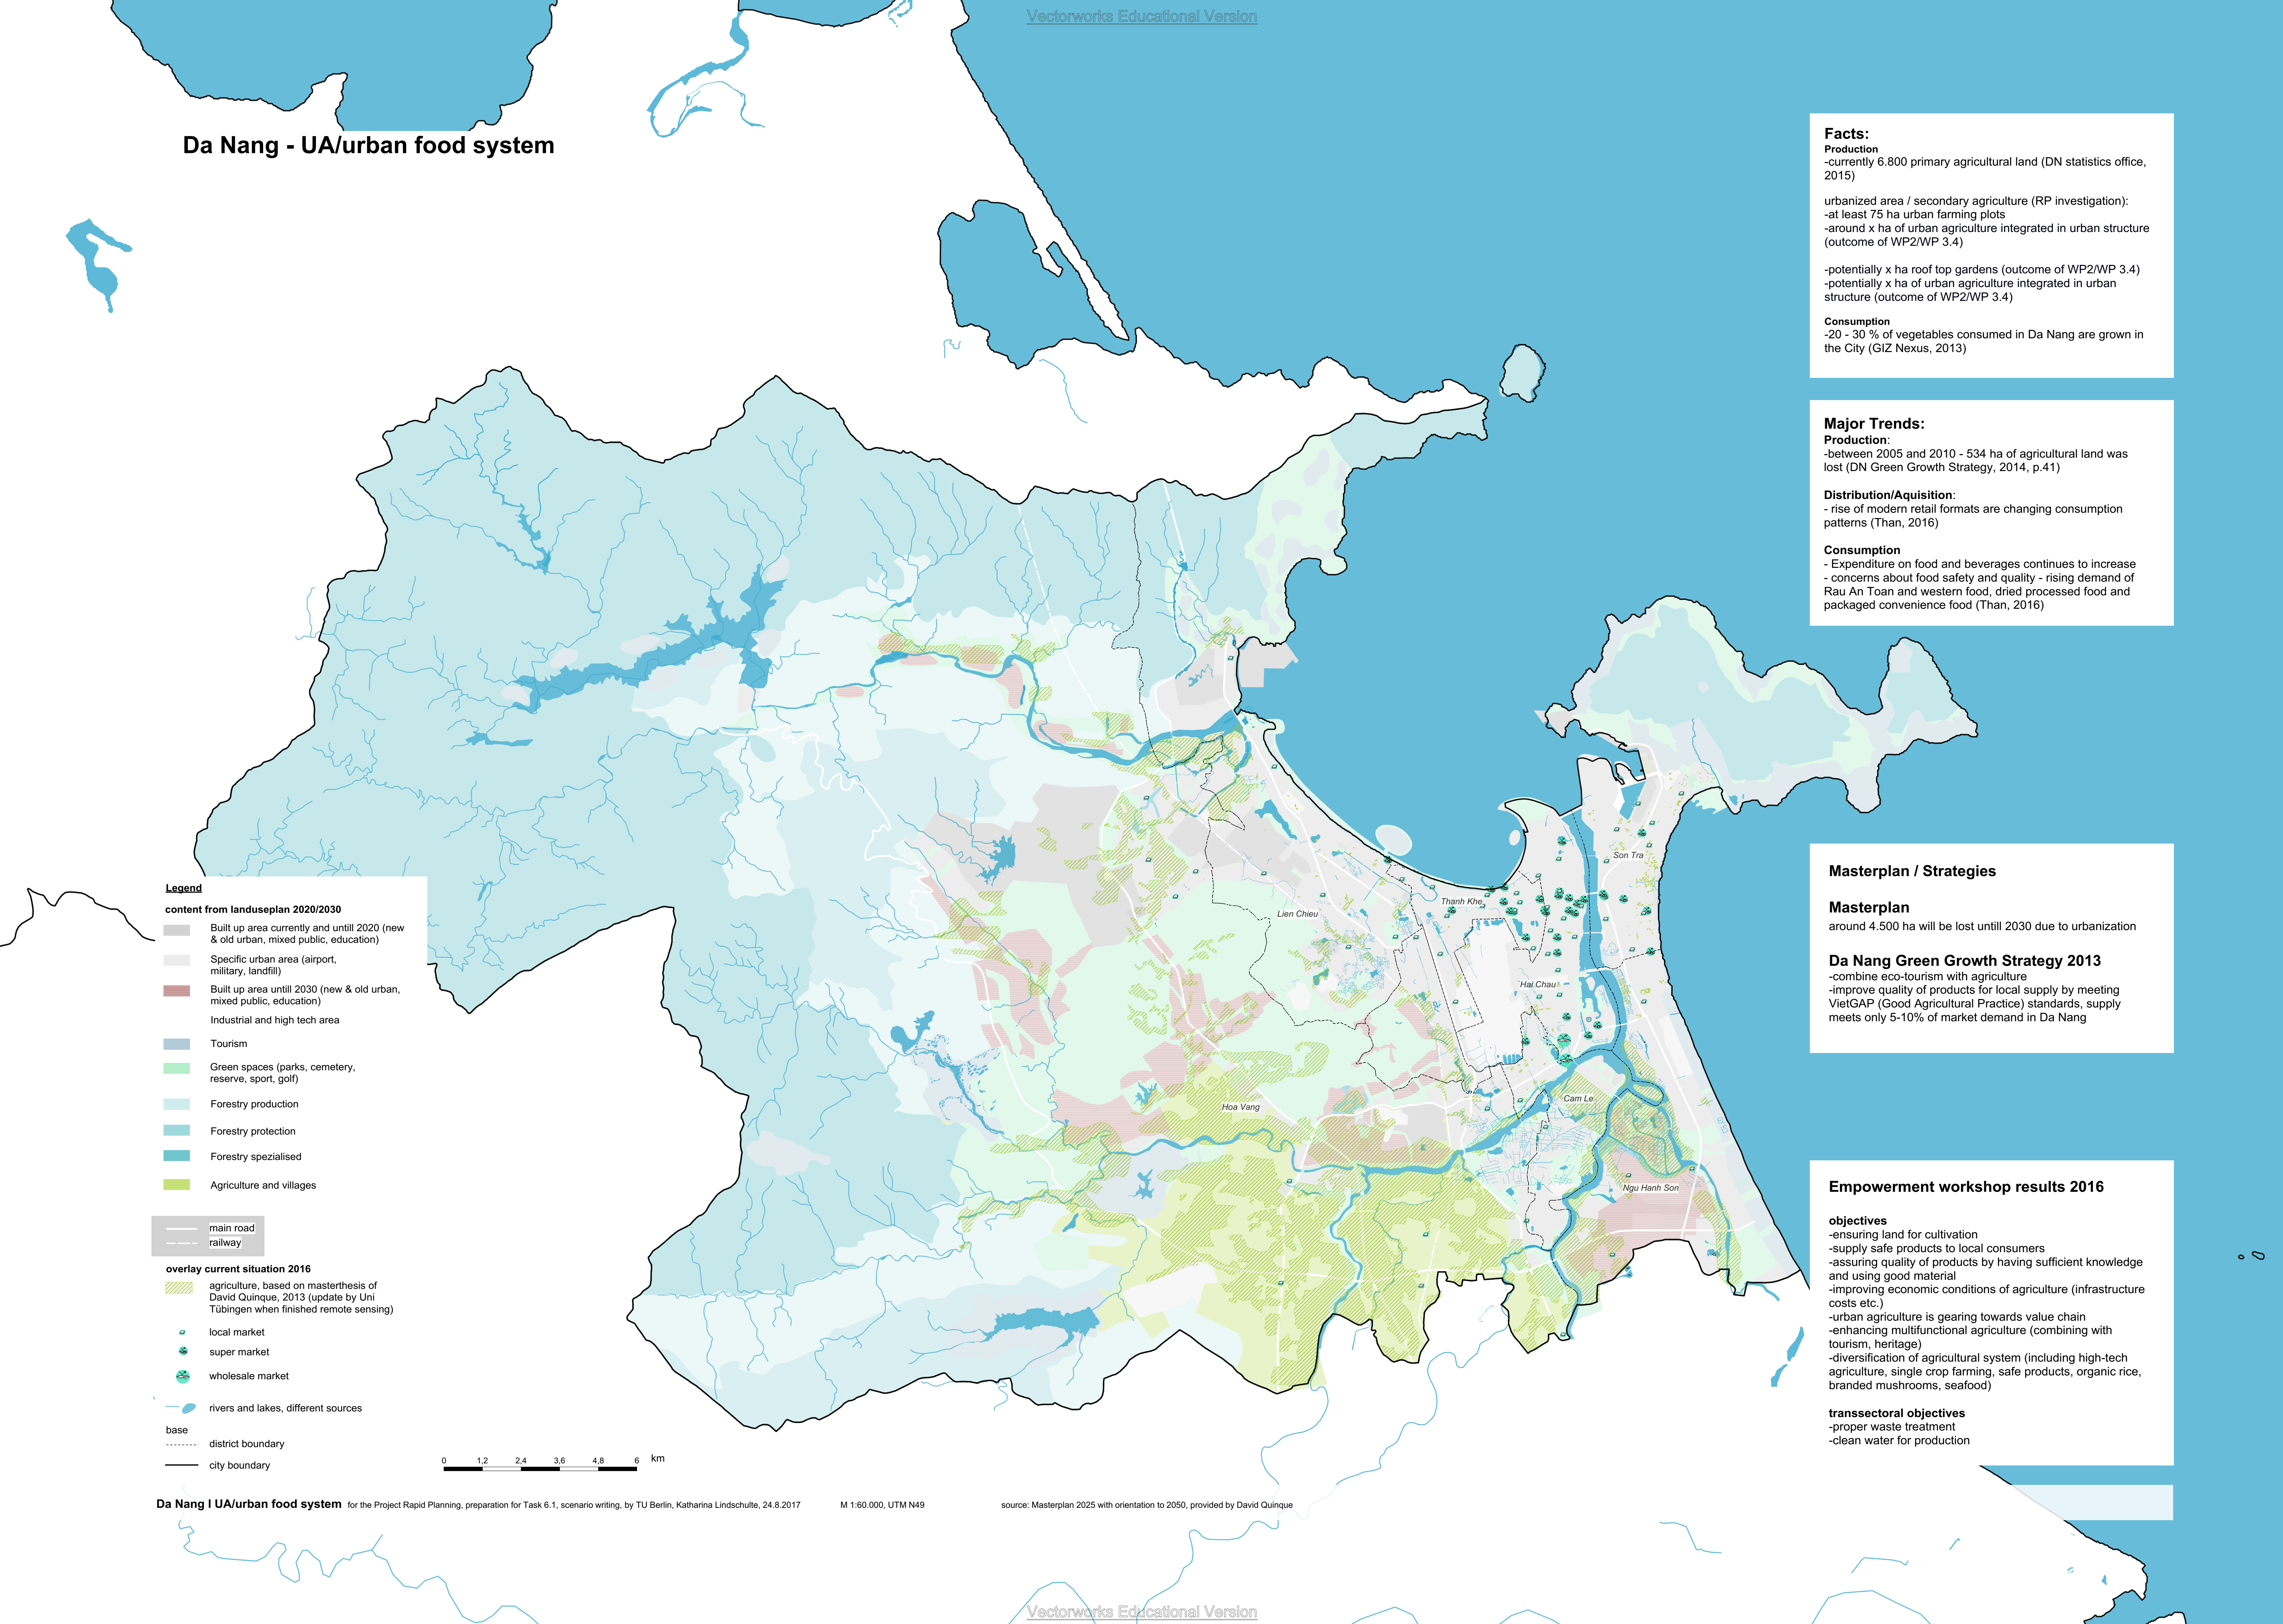 Vectorworks Educational Version
Da Nang - UA/urban food system
Facts:
Production
-currently 6.800 primary agricultural land (DN statistics office,
2015)
urbanized area / secondary agriculture (RP investigation):
-at least 75 ha urban farming plots
-around x ha of urban agriculture integrated in urban structure
(outcome of WP2/WP 3.4)
-potentially x ha roof top gardens (outcome of WP2/WP 3.4)
-potentially x ha of urban agriculture integrated in urban
structure (outcome of WP2/WP 3.4)
Consumption
-20 - 30 % of vegetables consumed in Da Nang are grown in
the City (GIZ Nexus, 2013)
Major Trends:
Production:
-between 2005 and 2010 - 534 ha of agricultural land was
lost (DN Green Growth Strategy, 2014, p.41)
Distribution/Aquisition:
- rise of modern retail formats are changing consumption
patterns (Than, 2016)
Consumption
- Expenditure on food and beverages continues to increase
- concerns about food safety and quality - rising demand of
Rau An Toan and western food, dried processed food and
packaged convenience food (Than, 2016)
Masterplan / Strategies
Masterplan
around 4.500 ha will be lost untill 2030 due to urbanization
Da Nang Green Growth Strategy 2013
-combine eco-tourism with agriculture
-improve quality of products for local supply by meeting
VietGAP (Good Agricultural Practice) standards, supply
meets only 5-10% of market demand in Da Nang
Empowerment workshop results 2016
objectives
-ensuring land for cultivation
-supply safe products to local consumers
-assuring quality of products by having sufficient knowledge
and using good material
-improving economic conditions of agriculture (infrastructure
costs etc.)
-urban agriculture is gearing towards value chain
-enhancing multifunctional agriculture (combining with
tourism, heritage)
-diversification of agricultural system (including high-tech
agriculture, single crop farming, safe products, organic rice,
branded mushrooms, seafood)
transsectoral objectives
-proper waste treatment
-clean water for production
Son Tra
Thanh Khe
Lien Chieu
Hai Chau
Hoa Vang
Cam Le
Ngu Hanh Son
Legend
content from landuseplan 2020/2030
Built up area currently and untill 2020 (new
& old urban, mixed public, education)
Specific urban area (airport,
military, landfill)
Built up area untill 2030 (new & old urban,
mixed public, education)
Industrial and high tech area
Tourism
Green spaces (parks, cemetery,
reserve, sport, golf)
Forestry production
Forestry protection
Forestry spezialised
Agriculture and villages
main road
railway
overlay current situation 2016
agriculture, based on masterthesis of
David Quinque, 2013 (update by Uni
Tübingen when finished remote sensing)
local market
super market
wholesale market
rivers and lakes, different sources
base
district boundary
city boundary
0 1,2 2,4 3,6 4,8 6 km
Da Nang I UA/urban food system for the Project Rapid Planning, preparation for Task 6.1, scenario writing, by TU Berlin, Katharina Lindschulte, 24.8.2017 M 1:60.000, UTM N49 source: Masterplan 2025 with orientation to 2050, provided by David Quinque
Vectorworks Educational Version